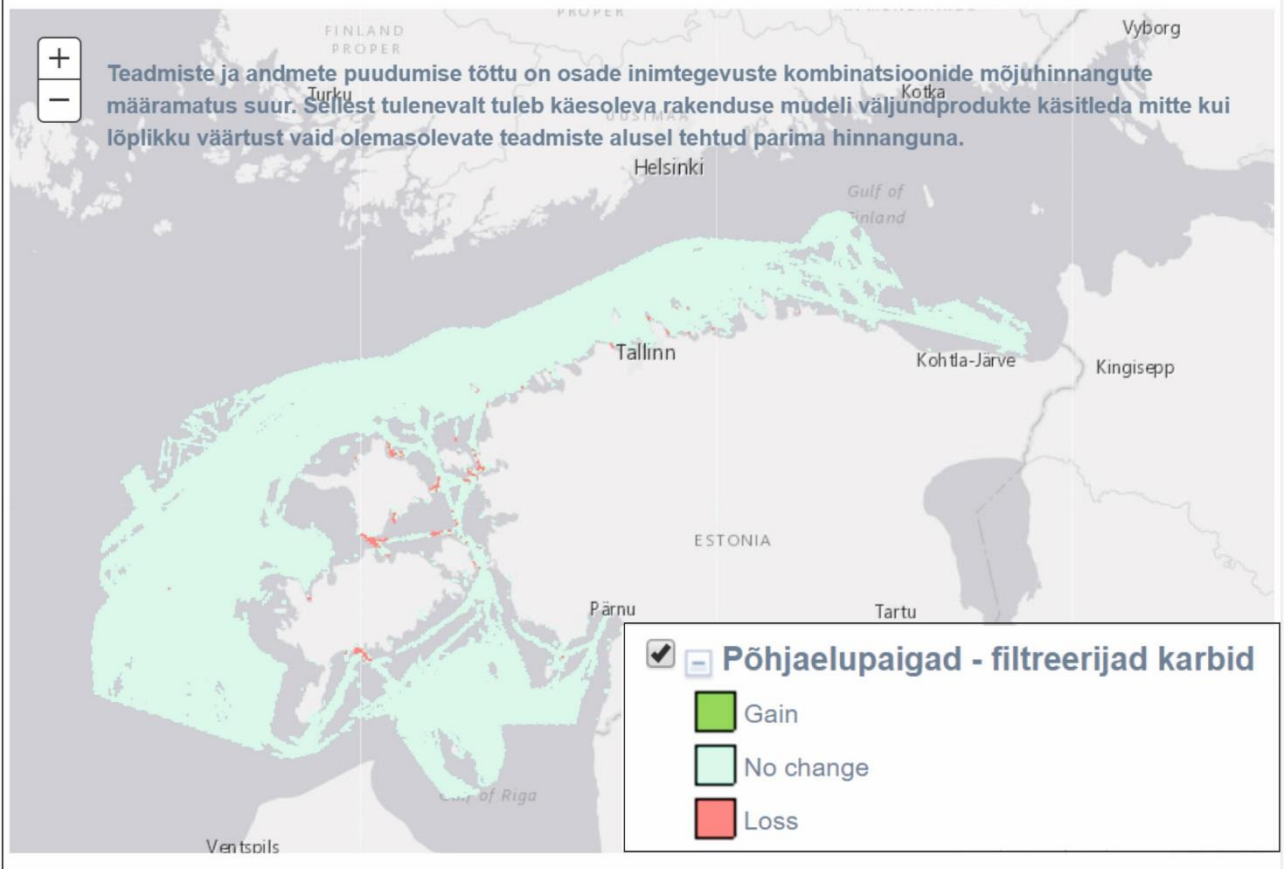 PROPER
FINLAND
PROPER
Vyborg
+
Teadmiste ja andmete puudumise tõttu on osade inimtegevuste kombinatsioonide mõjuhinnangute
−
Turku
Kotka
määramatus suur. Sellest tulenevalt tuleb käesoleva rakenduse mudeli väljundprodukte käsitleda mitte kui
UUSIMAA
lõplikku väärtust vaid olemasolevate teadmiste alusel tehtud parima hinnanguna.
Helsinki
Gulf of
Finland
Tallinn
Kohtla-Järve
Kingisepp
ESTONIA
Pärnu
Tartu
Põhjaelupaigad - filtreerijad karbid
Gain
No change
Gulf of Riga
Loss
Ventspils